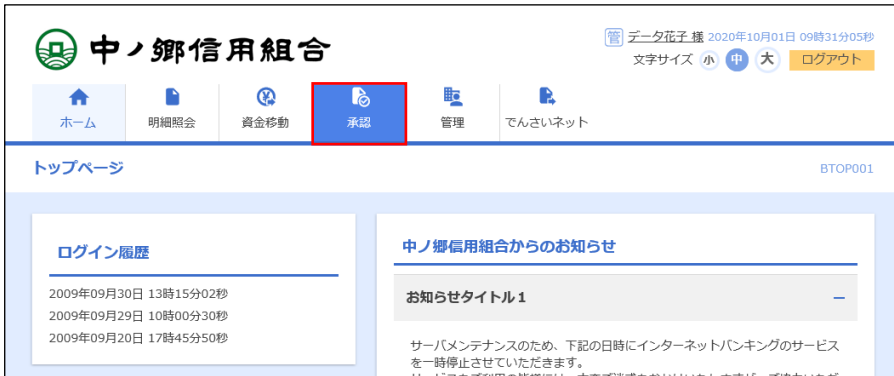 中ノ郷信用組合
管 データ花子 様 2020年10月01日 09時31分05秒
文字サイズ 小 中 大 ログアウト
ホーム 明細照会 資金移動 承認 管理 でんさいネット
トップページ BTOP001
ログイン履歴
2009年09月30日 13時15分02秒
2009年09月29日 10時00分30秒
2009年09月20日 17時45分50秒
中ノ郷信用組合からのお知らせ
お知らせタイトル1
サーバメンテナンスのため、下記の日時にインターネットバンキングのサービス
を一時停止させていただきます。